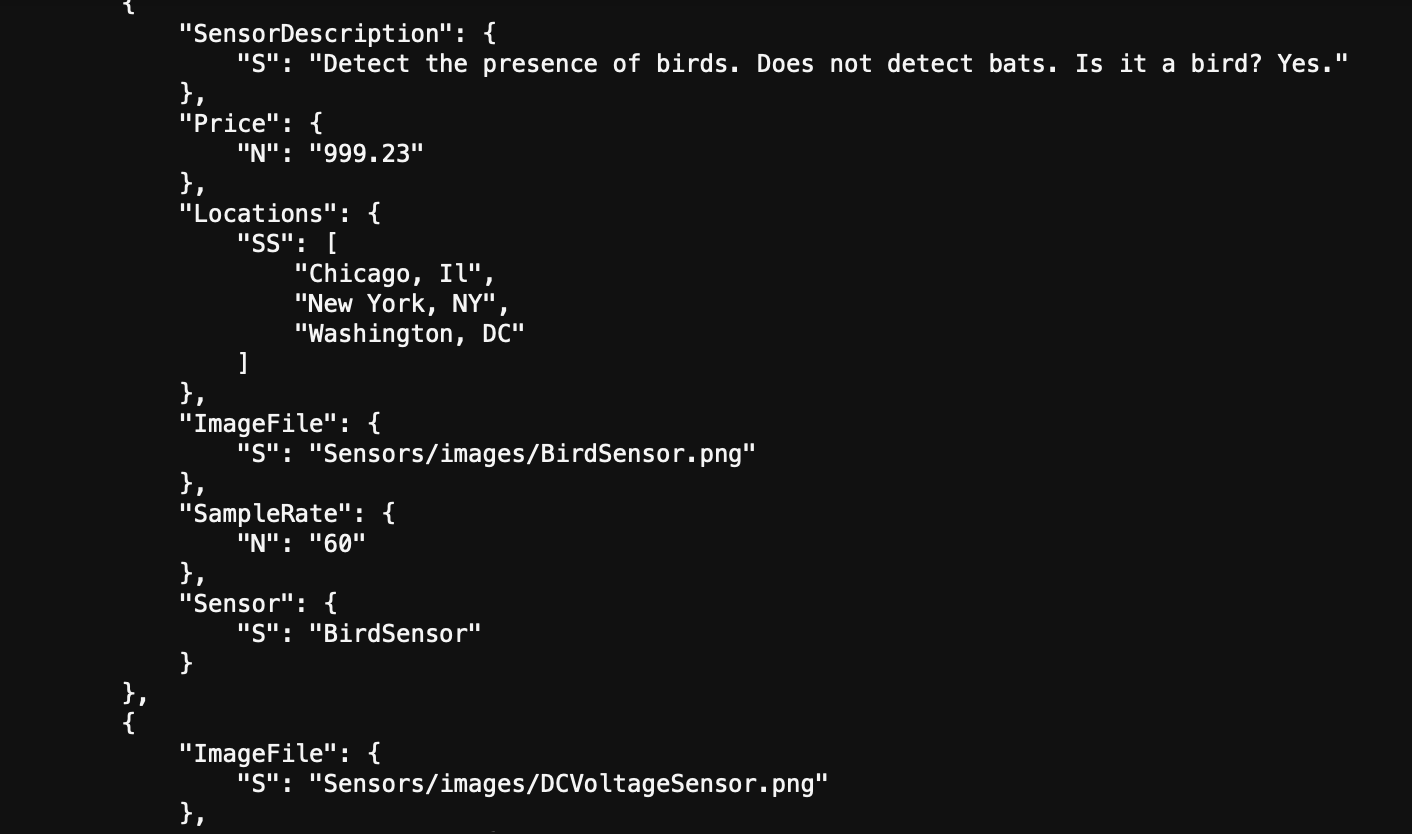 {
"SensorDescription": {
"S": "Detect the presence of birds. Does not detect bats. Is it a bird? Yes."
},
"Price": {
"N": "999.23"
},
"Locations": {
"SS": [
"Chicago, Il",
"New York, NY",
"Washington, DC"
]
},
"ImageFile": {
"S": "Sensors/images/BirdSensor.png"
},
"SampleRate": {
"N": "60"
},
"Sensor": {
"S": "BirdSensor"
}
},
{
"ImageFile": {
"S": "Sensors/images/DCVoltageSensor.png"
},